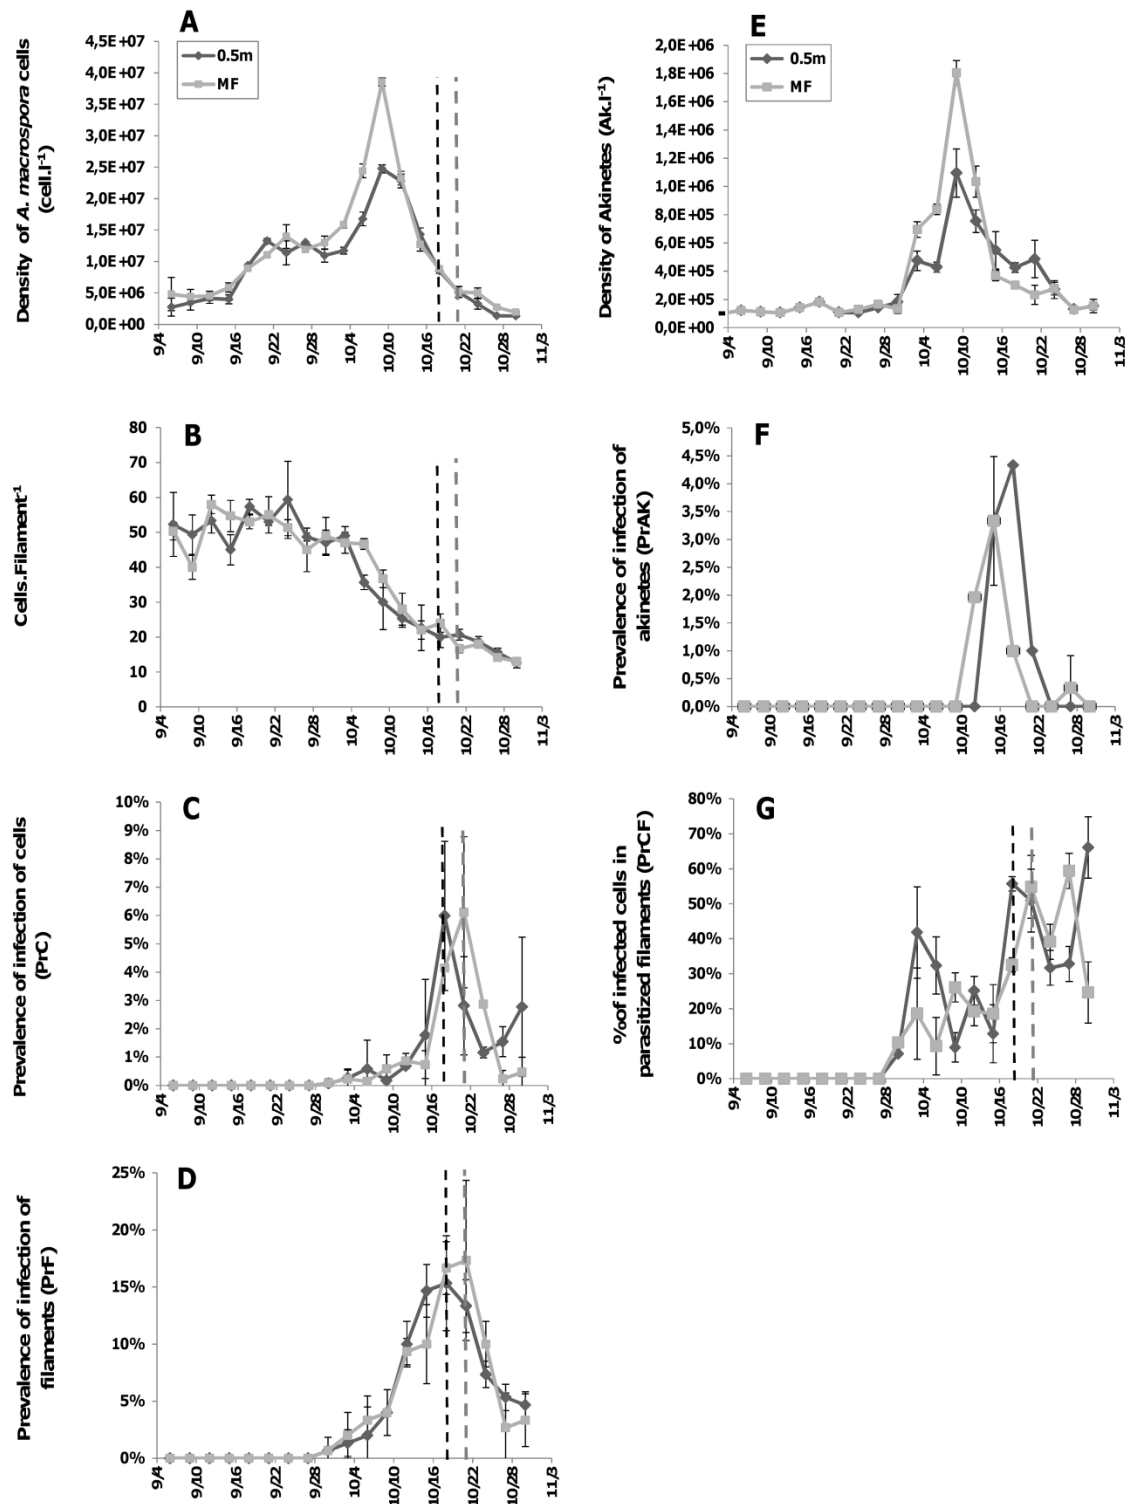 A
Density of A. macrospora cells
(cell.l-1)
4,5E+07
4,0E+07
3,5E+07
3,0E+07
2,5E+07
2,0E+07
1,5E+07
1,0E+07
5,0E+06
0,0E+00
0.5m
MF
9/4
9/10
9/16
9/22
9/28
10/4
10/10
10/16
10/22
10/28
11/3
E
Density of Akinetes (Ak.l-1)
2,0E+06
1,8E+06
1,6E+06
1,4E+06
1,2E+06
1,0E+06
8,0E+05
6,0E+05
4,0E+05
2,0E+05
0,0E+00
0.5m
MF
9/4
9/10
9/16
9/22
9/28
10/4
10/10
10/16
10/22
10/28
11/3
B
Cells.Filament-1
80
70
60
50
40
30
20
10
0
9/4
9/10
9/16
9/22
9/28
10/4
10/10
10/16
10/22
10/28
11/3
F
Prevalence of infection of
akinetes (PrAK)
5,0%
4,5%
4,0%
3,5%
3,0%
2,5%
2,0%
1,5%
1,0%
0,5%
0,0%
9/4
9/10
9/16
9/22
9/28
10/4
10/10
10/16
10/22
10/28
11/3
C
Prevalence of infection of cells
(PrC)
10%
9%
8%
7%
6%
5%
4%
3%
2%
1%
0%
9/4
9/10
9/16
9/22
9/28
10/4
10/10
10/16
10/22
10/28
11/3
G
%of infected cells in
parasitized filaments (PrCF)
80%
70%
60%
50%
40%
30%
20%
10%
0%
9/4
9/10
9/16
9/22
9/28
10/4
10/10
10/16
10/22
10/28
11/3
D
Prevalence of infection of
filaments (PrF)
25%
20%
15%
10%
5%
0%
9/4
9/10
9/16
9/22
9/28
10/4
10/10
10/16
10/22
10/28
11/3